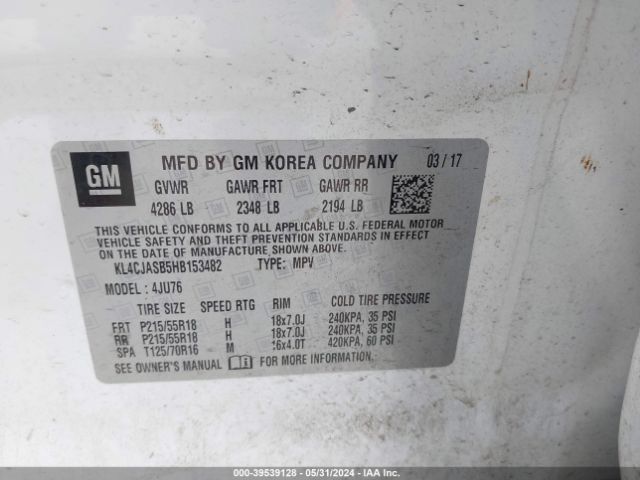 GM
MFD BY GM KOREA COMPANY 03/17
GVWR GAWR FRT GAWR RR
4286 LB 2348 LB 2194 LB
THIS VEHICLE CONFORMS TO ALL APPLICABLE U.S. FEDERAL MOTOR
VEHICLE SAFETY, BUMPER, AND THEFT PREVENTION STANDARDS IN EFFECT
ON THE DATE OF MANUFACTURE SHOWN ABOVE.
KL4CJASB5HB153482 TYPE: MPV
MODEL: 4JU76
TIRE SIZE SPEED RTG RIM COLD TIRE PRESSURE
FRT P215/55R18 H 18x7.0J 240KPA, 35 PSI
RR P215/55R18 H 18x7.0J 240KPA, 35 PSI
SPA T125/70R16 M 16x4.0T 420KPA, 60 PSI
SEE OWNER'S MANUAL FOR MORE INFORMATION.
000-39539128 - 05/31/2024 - IAA Inc.